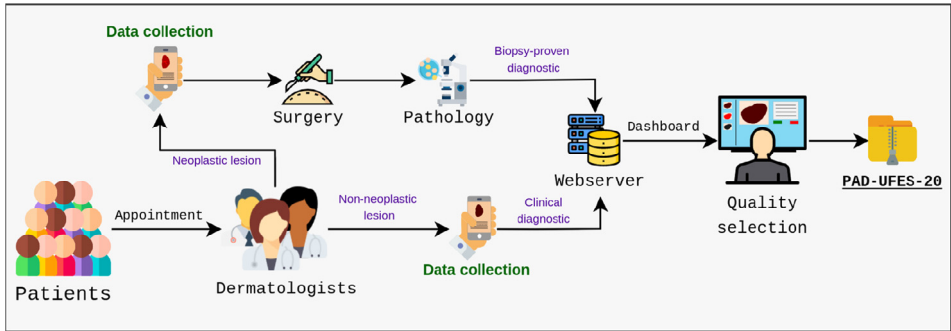 Data collection
Surgery
Pathology
Biopsy-proven
diagnostic
Neoplastic lesion
Dashboard
Webserver
PAD-UFES-20
Quality
selection
Patients
Appointment
Dermatologists
Non-neoplastic
lesion
Clinical
diagnostic
Data collection